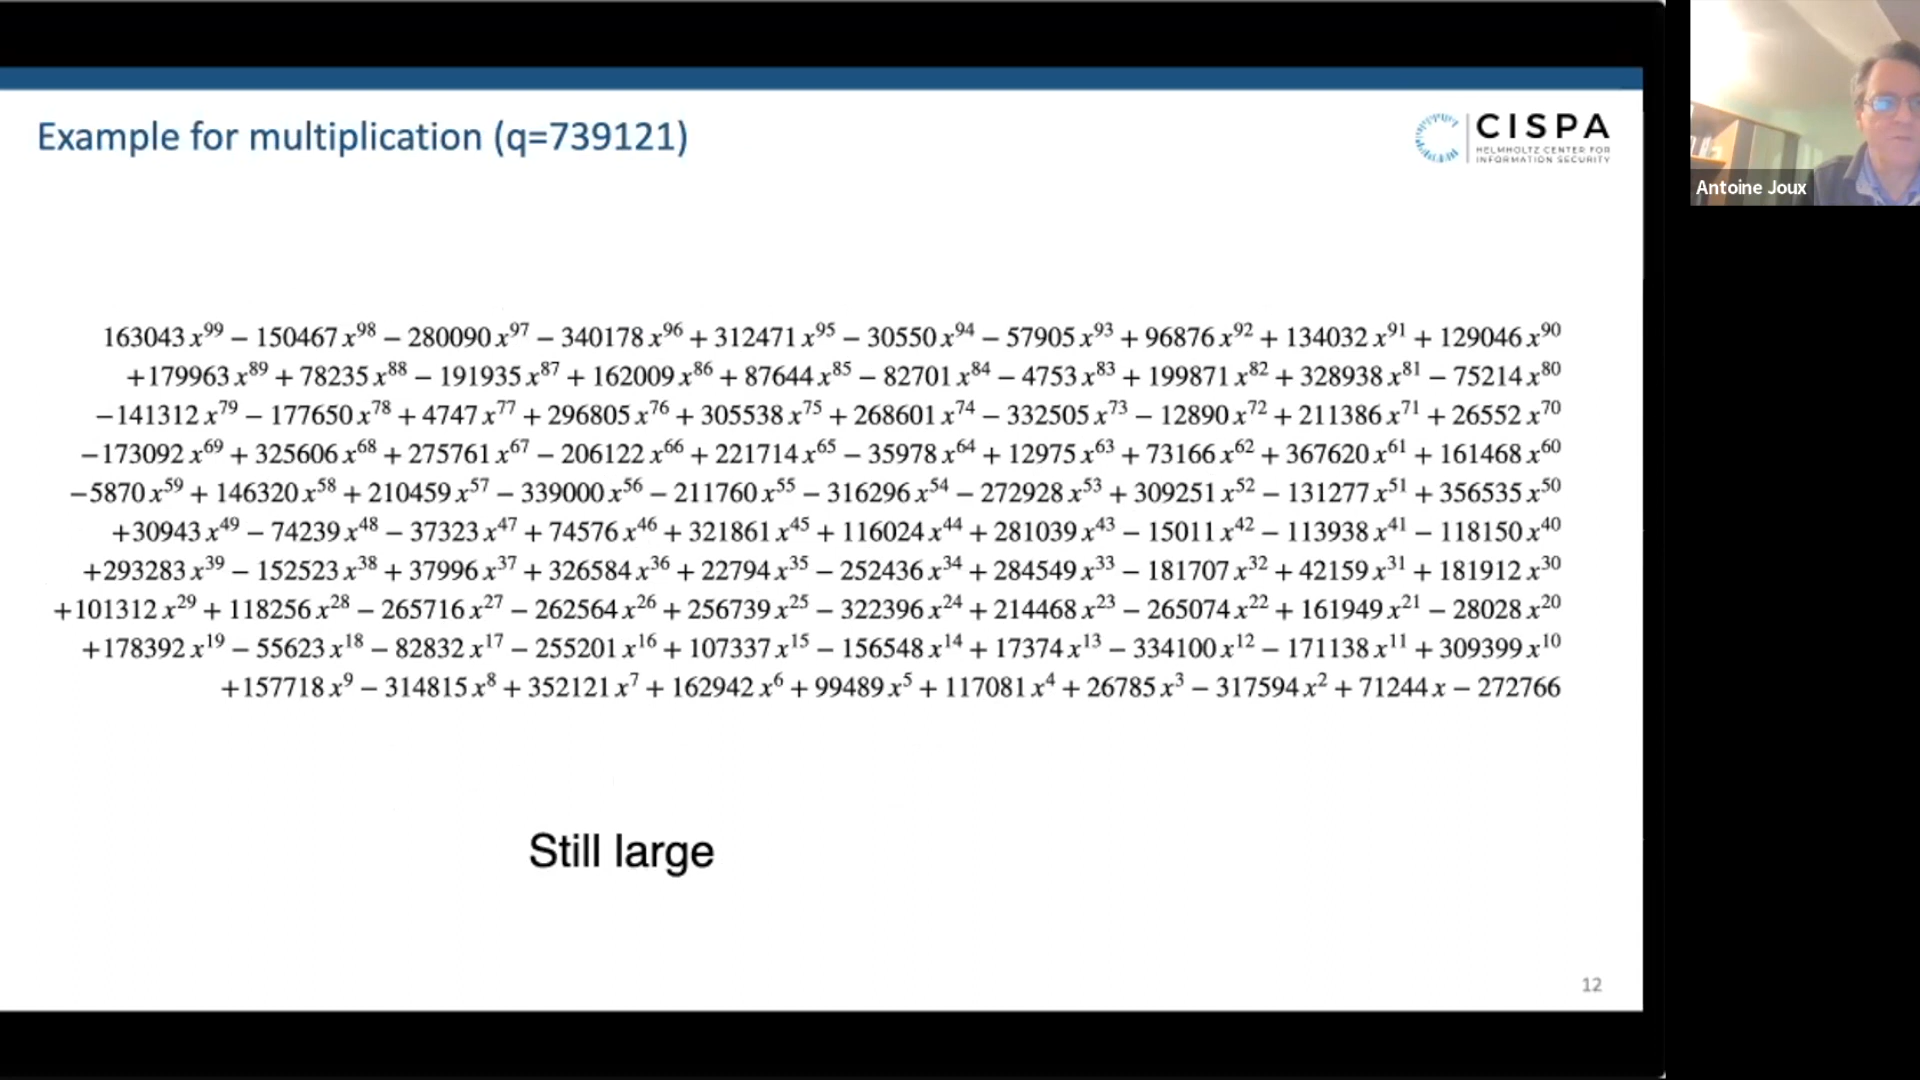 Example for multiplication (q=739121)
CISPA
HELMHOLTZ CENTER FOR
INFORMATION SECURITY
Antoine Joux
163043 x^99 − 150467 x^98 − 280090 x^97 − 340178 x^96 + 312471 x^95 − 30550 x^94 − 57905 x^93 + 96876 x^92 + 134032 x^91 + 129046 x^90
+179963 x^89 + 78235 x^88 − 191935 x^87 + 162009 x^86 + 87644 x^85 − 82701 x^84 − 4753 x^83 + 199871 x^82 + 328938 x^81 − 75214 x^80
−141312 x^79 − 177650 x^78 + 4747 x^77 + 296805 x^76 + 305538 x^75 + 268601 x^74 − 332505 x^73 − 12890 x^72 + 211386 x^71 + 26552 x^70
−173092 x^69 + 325606 x^68 + 275761 x^67 − 206122 x^66 + 221714 x^65 − 35978 x^64 + 12975 x^63 + 73166 x^62 + 367620 x^61 + 161468 x^60
−5870 x^59 + 146320 x^58 + 210459 x^57 − 339000 x^56 − 211760 x^55 − 316296 x^54 − 272928 x^53 + 309251 x^52 − 131277 x^51 + 356535 x^50
+30943 x^49 − 74239 x^48 − 37323 x^47 + 74576 x^46 + 321861 x^45 + 116024 x^44 + 281039 x^43 − 15011 x^42 − 113938 x^41 − 118150 x^40
+293283 x^39 − 152523 x^38 + 37996 x^37 + 326584 x^36 + 22794 x^35 − 252436 x^34 + 284549 x^33 − 181707 x^32 + 42159 x^31 + 181912 x^30
+101312 x^29 + 118256 x^28 − 265716 x^27 − 262564 x^26 + 256739 x^25 − 322396 x^24 + 214468 x^23 − 265074 x^22 + 161949 x^21 − 28028 x^20
+178392 x^19 − 55623 x^18 − 82832 x^17 − 255201 x^16 + 107337 x^15 − 156548 x^14 + 17374 x^13 − 334100 x^12 − 171138 x^11 + 309399 x^10
+157718 x^9 − 314815 x^8 + 352121 x^7 + 162942 x^6 + 99489 x^5 + 117081 x^4 + 26785 x^3 − 317594 x^2 + 71244 x − 272766
Still large
12